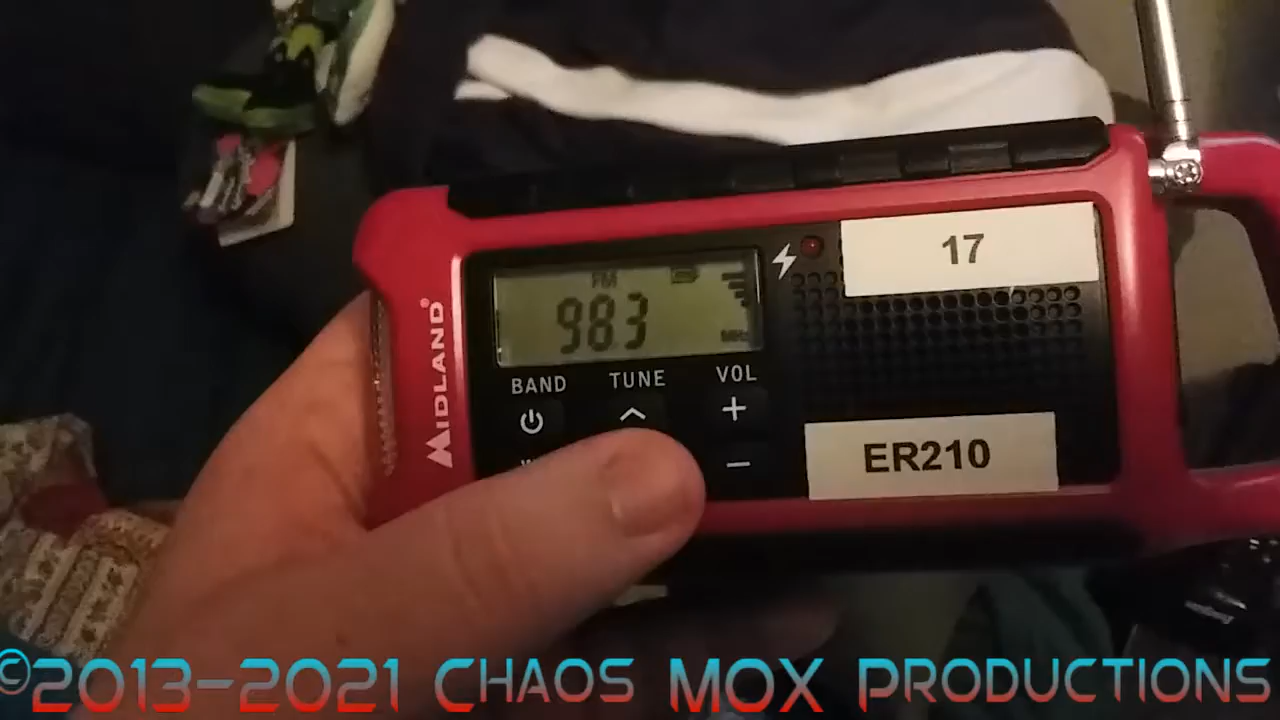 17
FM
98.3
MHz
MIDLAND®
BAND
TUNE
VOL
ER210
©2013-2021 Chaos Mox Productions